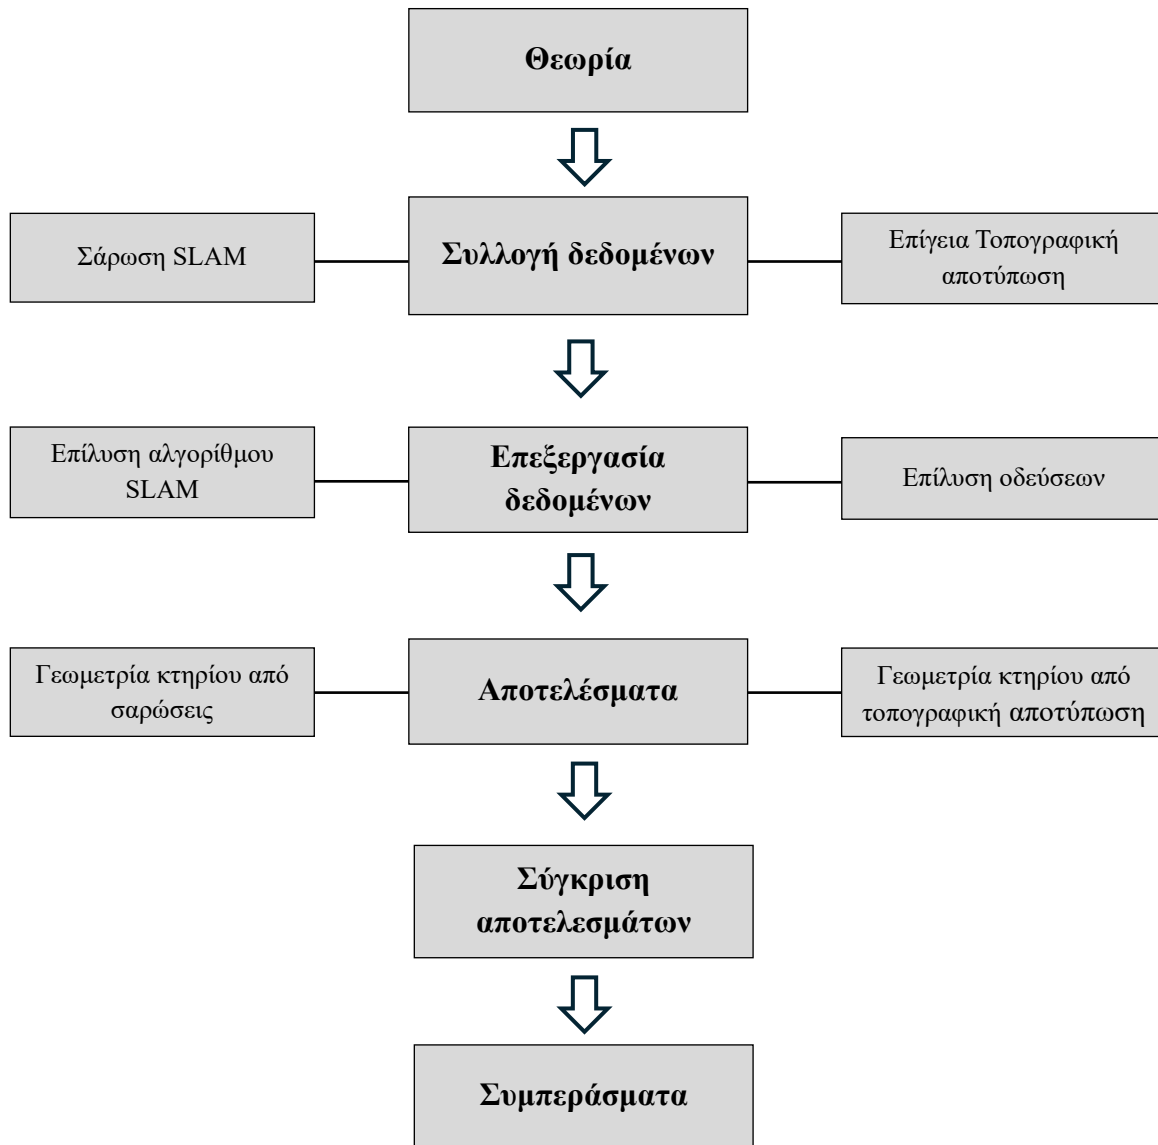 Θεωρία
Σάρωση SLAM
Συλλογή δεδομένων
Επίγεια Τοπογραφική
αποτύπωση
Επίλυση αλγορίθμου
SLAM
Επεξεργασία
δεδομένων
Επίλυση οδεύσεων
Γεωμετρία κτηρίου από
σαρώσεις
Αποτελέσματα
Γεωμετρία κτηρίου από
τοπογραφική αποτύπωση
Σύγκριση
αποτελεσμάτων
Συμπεράσματα